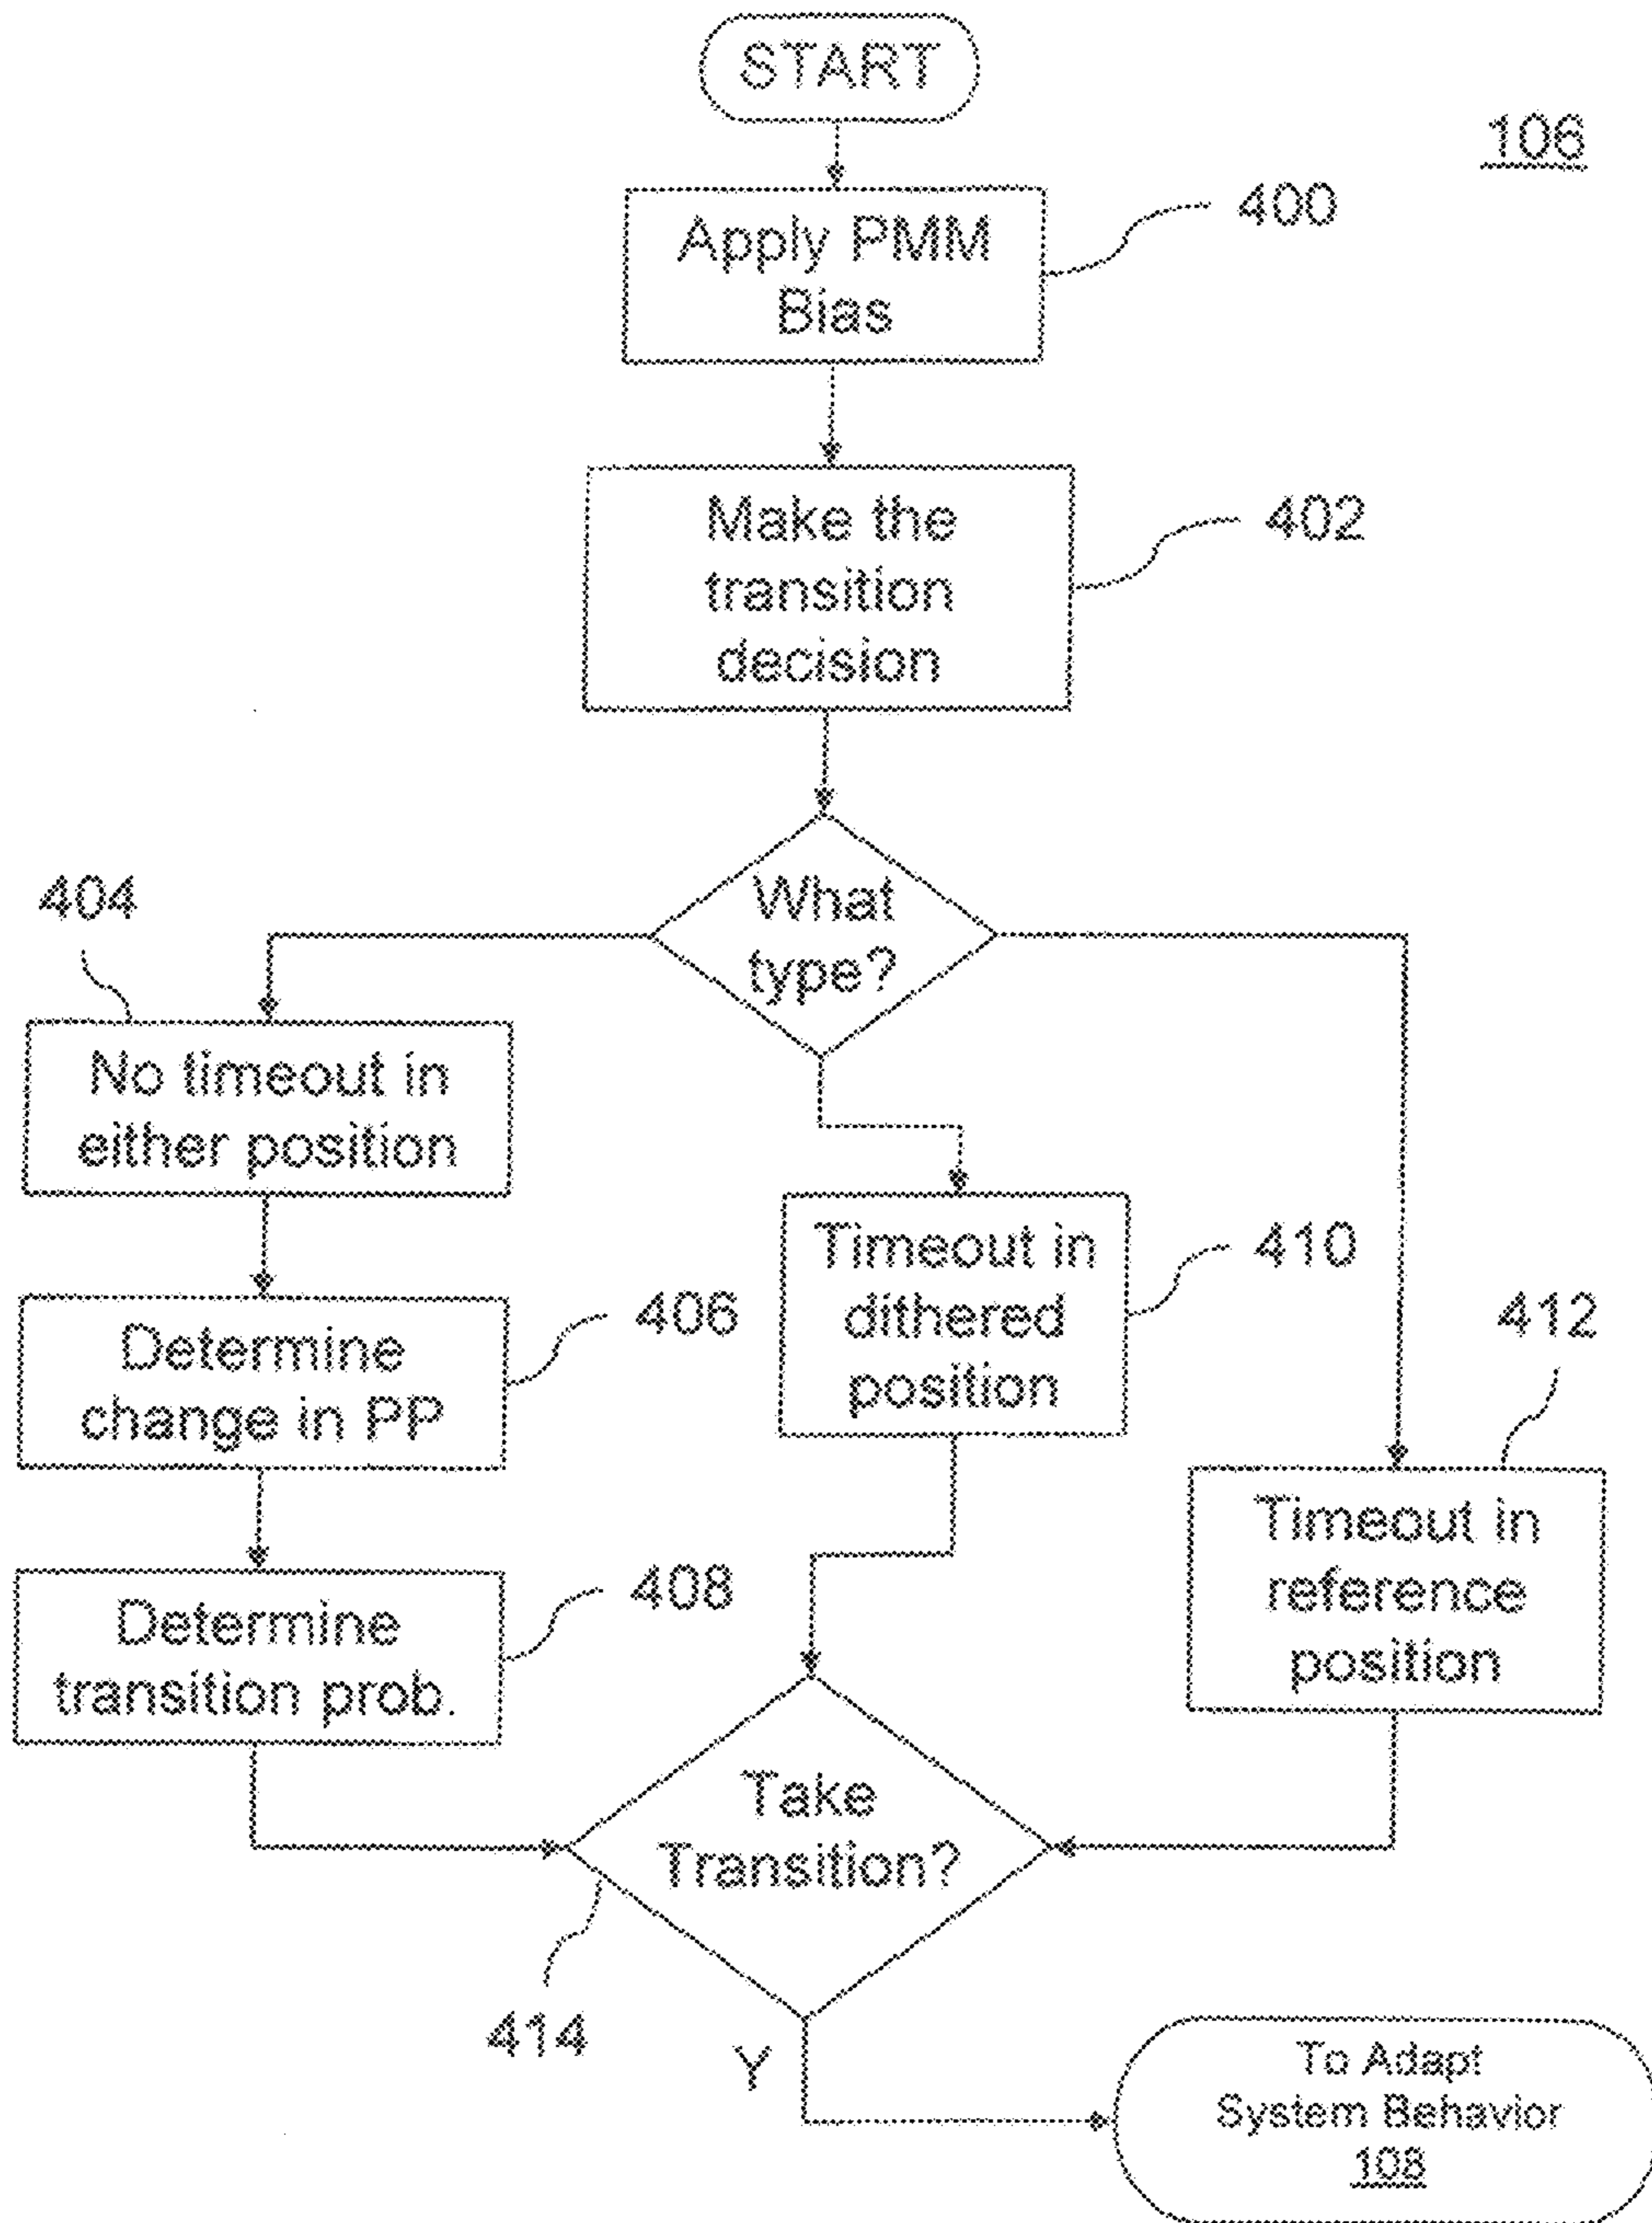 START
106
400
Apply PMM
Bias
402
Make the
transition
decision
What
type?
404
No timeout in
either position
406
Determine
change in PP
408
Determine
transition prob.
Timeout in
dithered
position
410
412
Timeout in
reference
position
Take
Transition?
414
Y
To Adapt
System Behavior
108